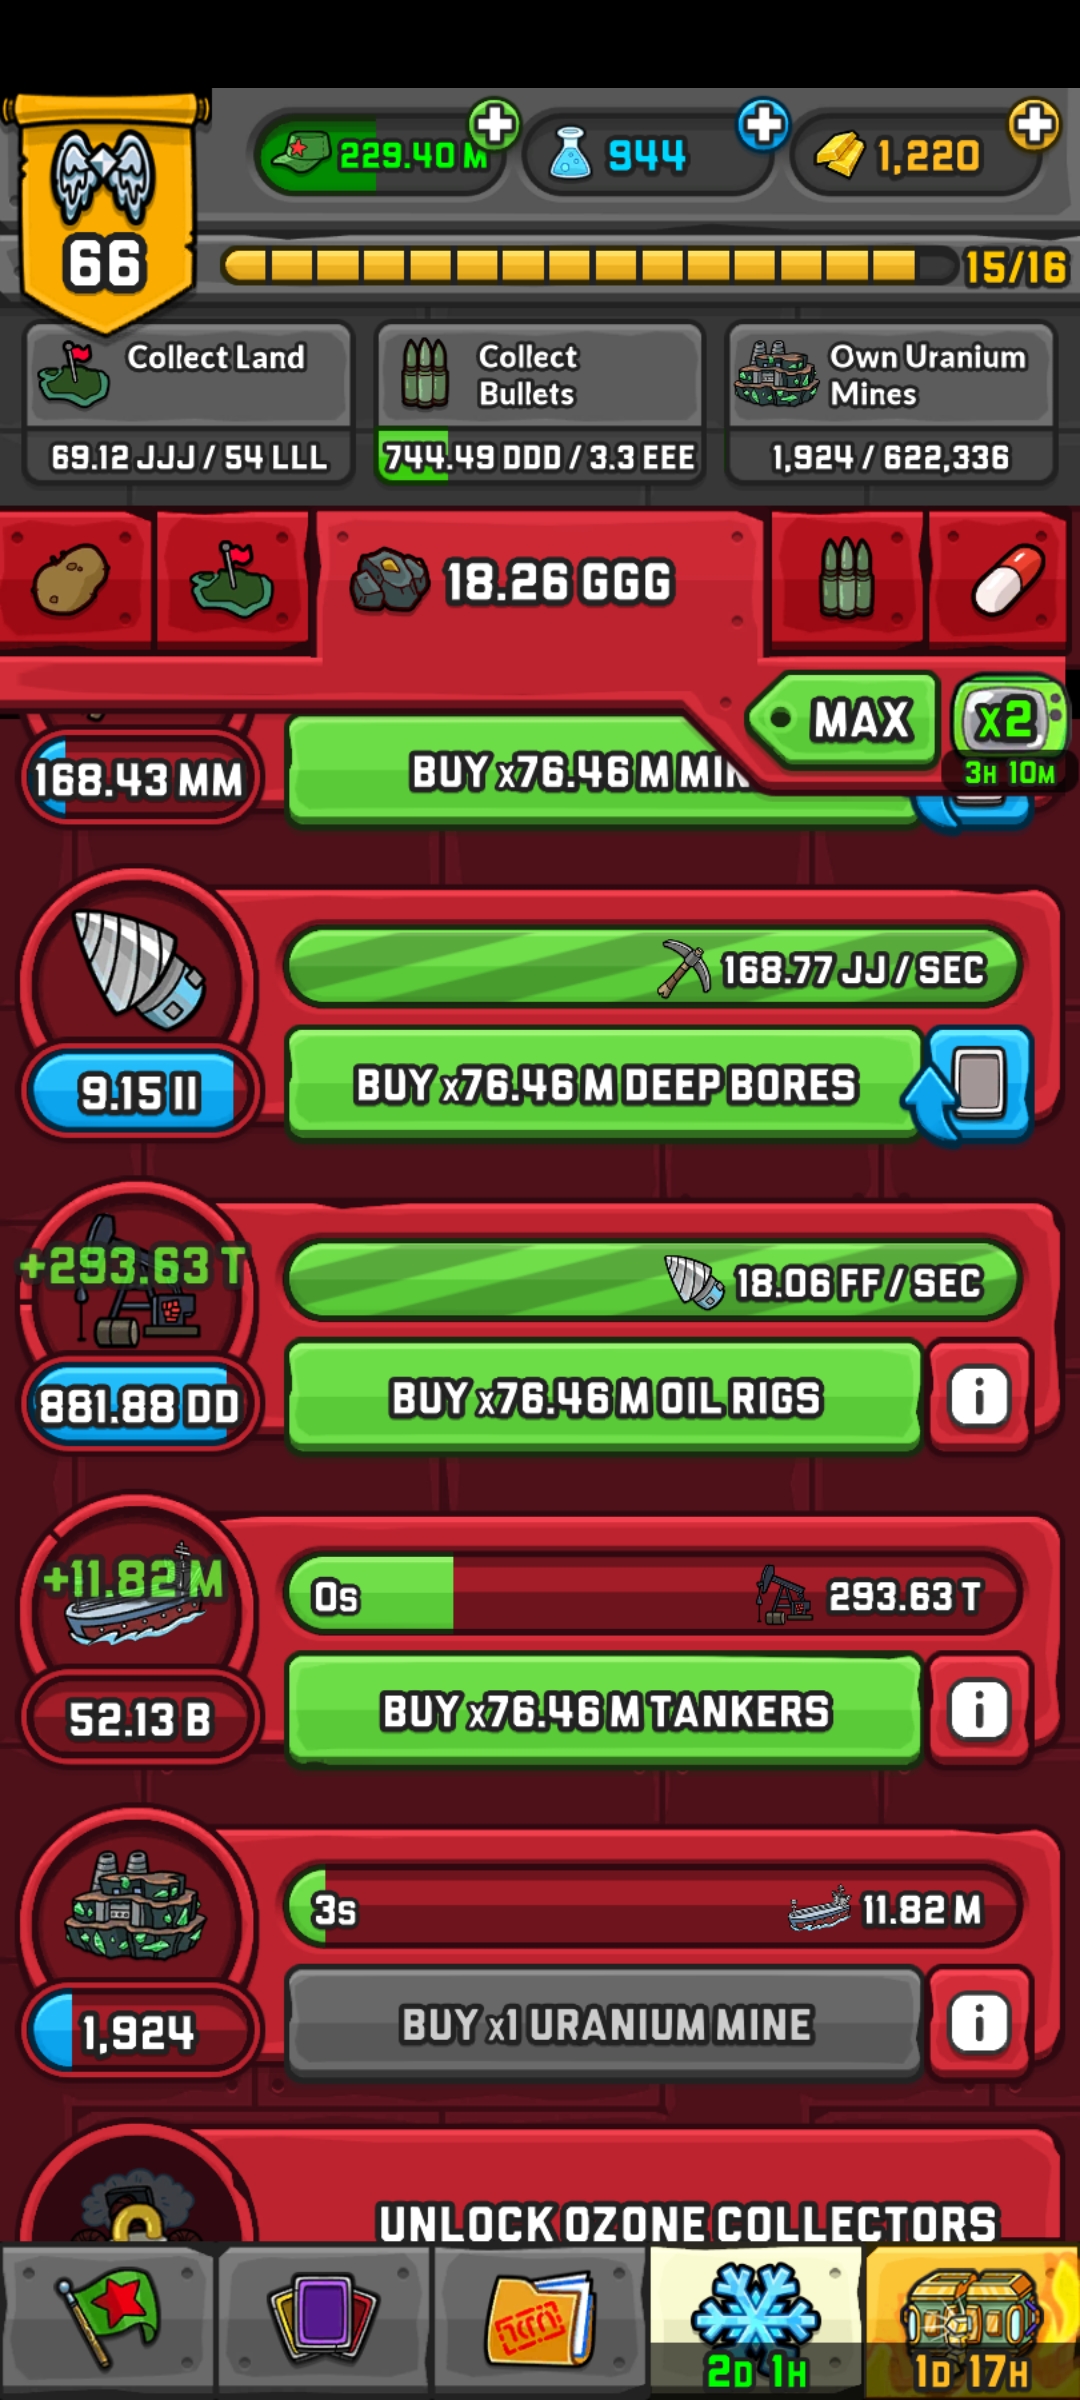 229.40 M
944
1,220
66
15/16
Collect Land
69.12 JJJ / 54 LLL
Collect
Bullets
744.49 DDD / 3.3 EEE
Own Uranium
Mines
1,924 / 622,336
18.26 GGG
MAX
x2
3H 10M
168.43 MM
BUY x76.46 M
168.77 JJ / SEC
9.15 II
BUY x76.46 M DEEP BORES
+293.63 T
18.06 FF / SEC
881.88 DD
BUY x76.46 M OIL RIGS
+11.82 M
0s
293.63 T
52.13 B
BUY x76.46 M TANKERS
3s
11.82 M
1,924
BUY x1 URANIUM MINE
UNLOCK OZONE COLLECTORS
2D 1H
1D 17H